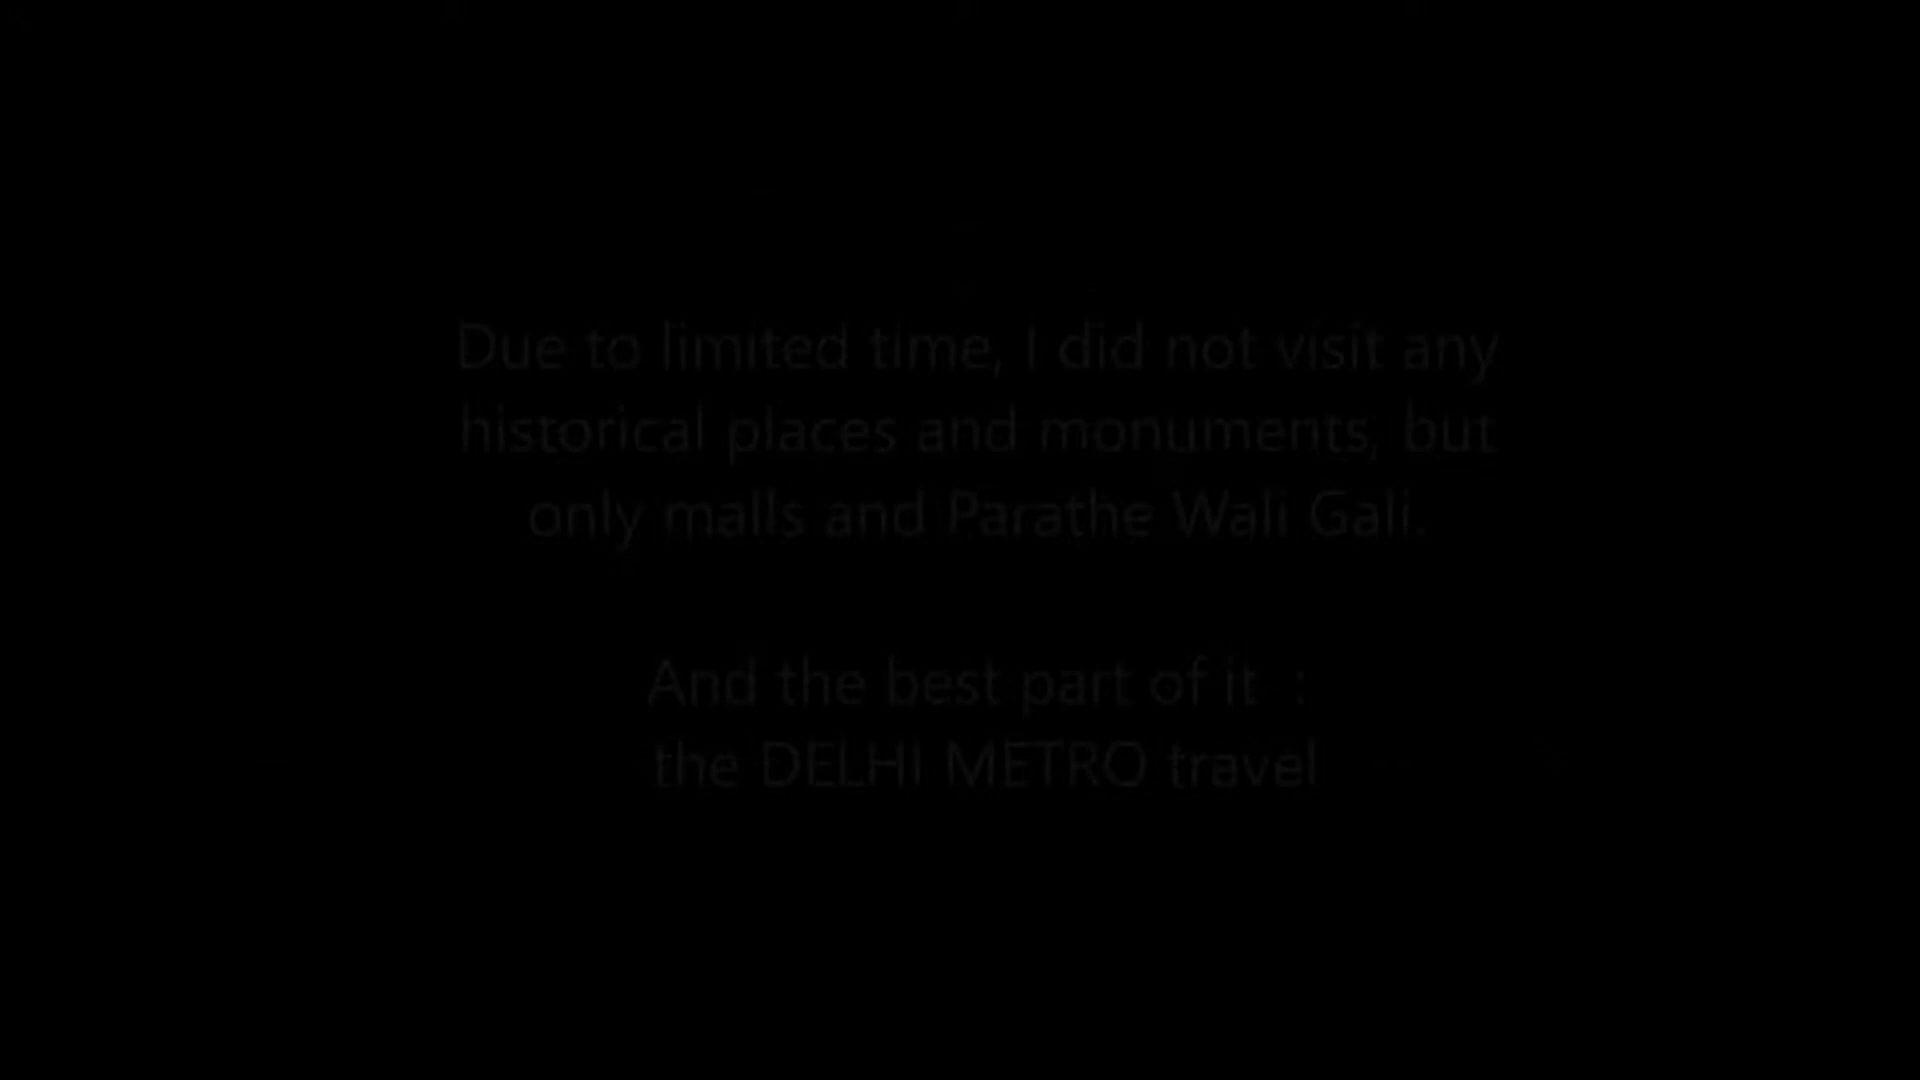 Due to limited time, I did not visit any
historical places and monuments, but
only malls and Parathe Wali Gali.
And the best part of it :
the DELHI METRO travel